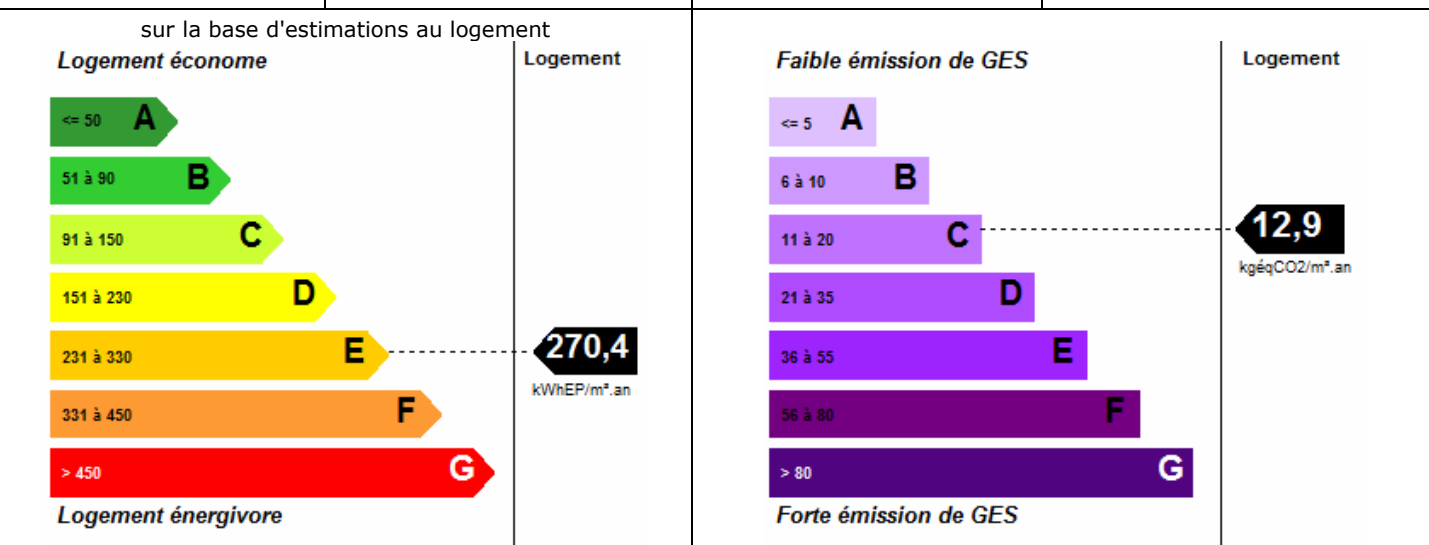 sur la base d'estimations au logement
Logement économe
Logement
<= 50 A
51 à 90 B
91 à 150 C
151 à 230 D
231 à 330 E
270,4
kWhEP/m².an
331 à 450 F
> 450 G
Logement énergivore
Faible émission de GES
Logement
<= 5 A
6 à 10 B
11 à 20 C
12,9
kgéqCO2/m².an
21 à 35 D
36 à 55 E
56 à 80 F
> 80 G
Forte émission de GES